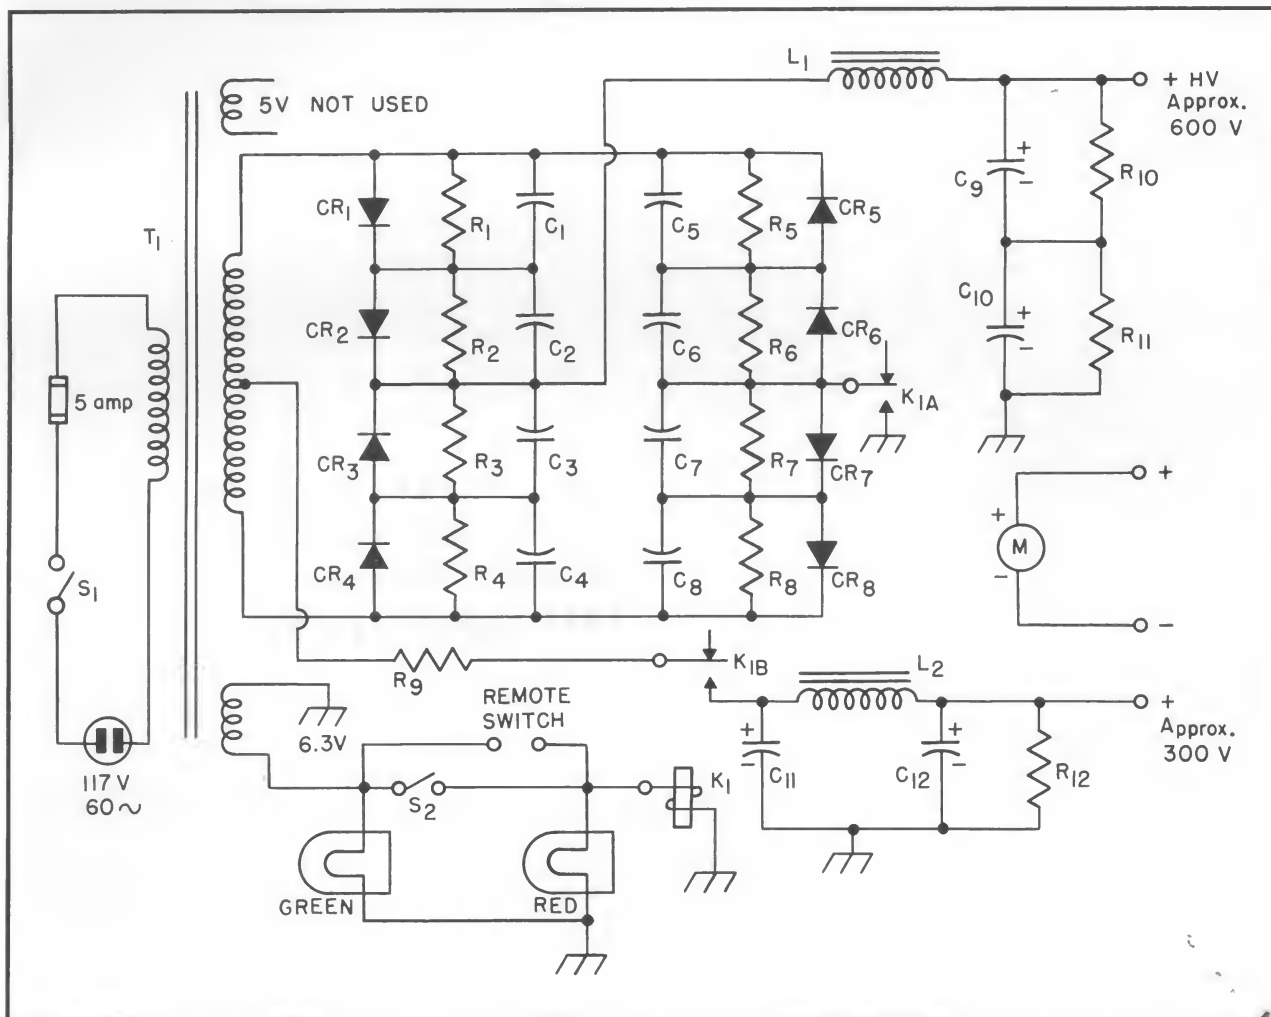 L1
+ HV
Approx.
600 V
5V NOT USED
T1
CR1
R1
C1
C5
R5
CR5
C9
+
-
R10
CR2
R2
C2
C6
R6
CR6
C10
+
-
R11
5 amp
K1A
CR3
R3
C3
C7
R7
CR7
+
+
M
-
-
S1
CR4
R4
C4
C8
R8
CR8
R9
K1B
L2
REMOTE
SWITCH
6.3V
+
Approx.
300 V
+
-
C11
+
-
C12
R12
117 V
60~
S2
K1
GREEN
RED